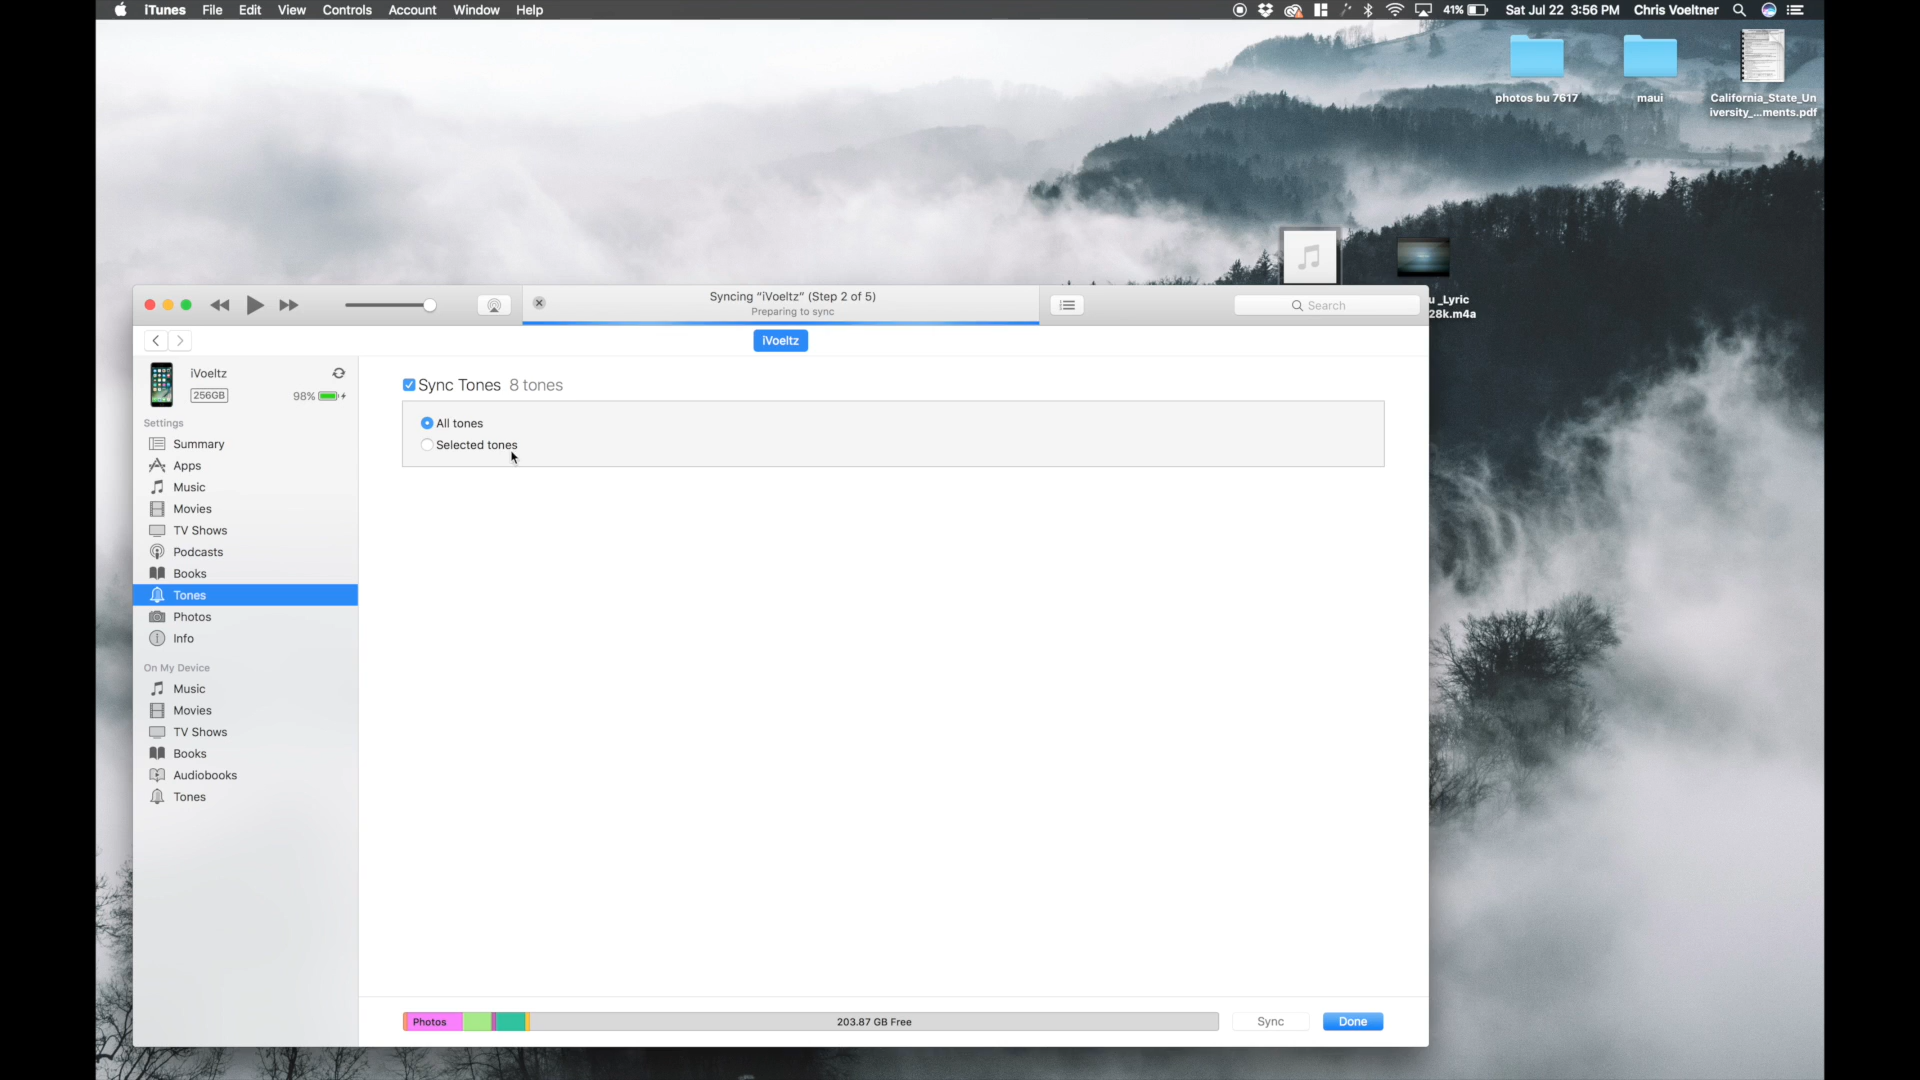 iTunes File Edit View Controls Account Window Help
41% Sat Jul 22 3:56 PM Chris Voeltner
photos bu 7617
maui
California_State_Un
iversity_...ments.pdf
u _Lyric
28k.m4a
Syncing “iVoeltz” (Step 2 of 5)
Preparing to sync
Search
iVoeltz
iVoeltz
256GB
98%
Settings
Summary
Apps
Music
Movies
TV Shows
Podcasts
Books
Tones
Photos
Info
On My Device
Music
Movies
TV Shows
Books
Audiobooks
Tones
Sync Tones 8 tones
All tones
Selected tones
Photos
203.87 GB Free
Sync
Done